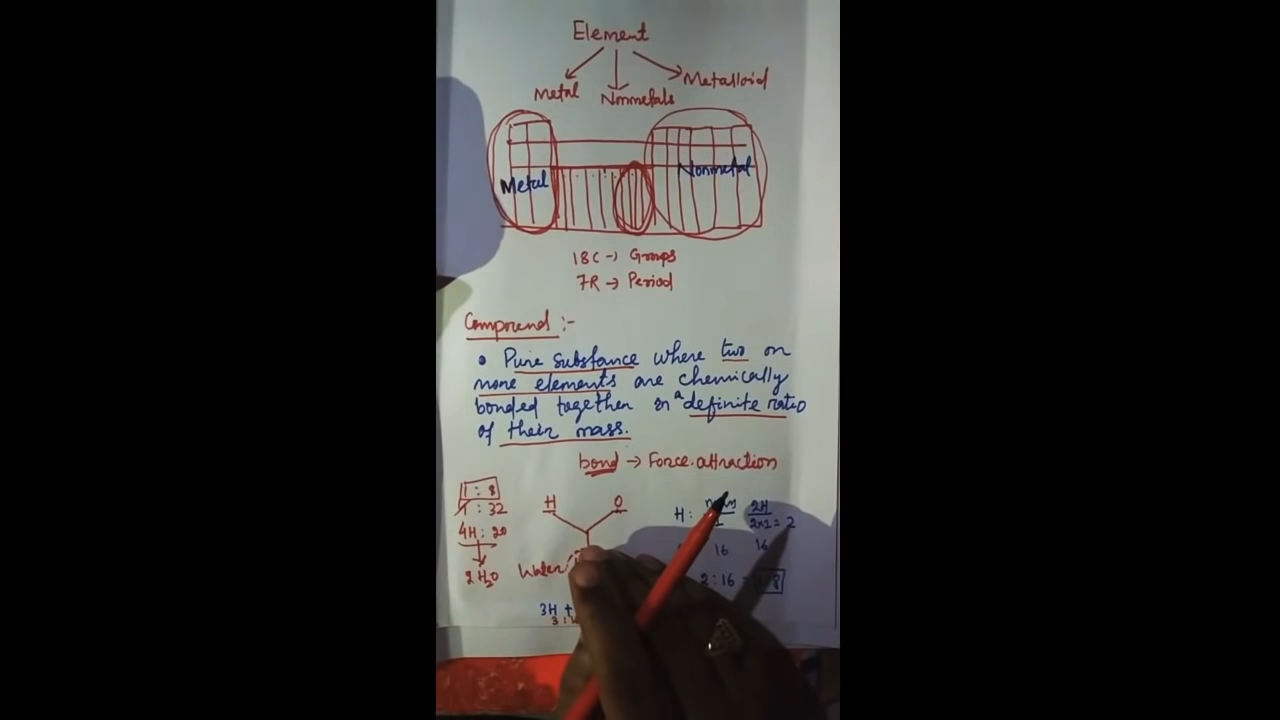 Element
Metal Nonmetals Metalloid
Metal Nonmetal
18C → Groups
7R → Period
Compound :-
• Pure substance where two or
more elements are chemically
bonded together in a definite ratio
of their mass.
bond → Force attraction
1 : 8
4 : 32
4H : 2O
2H₂O
H O
Water
H : 1 2H
2x1 = 2
16 16
2 : 16 =
3H +